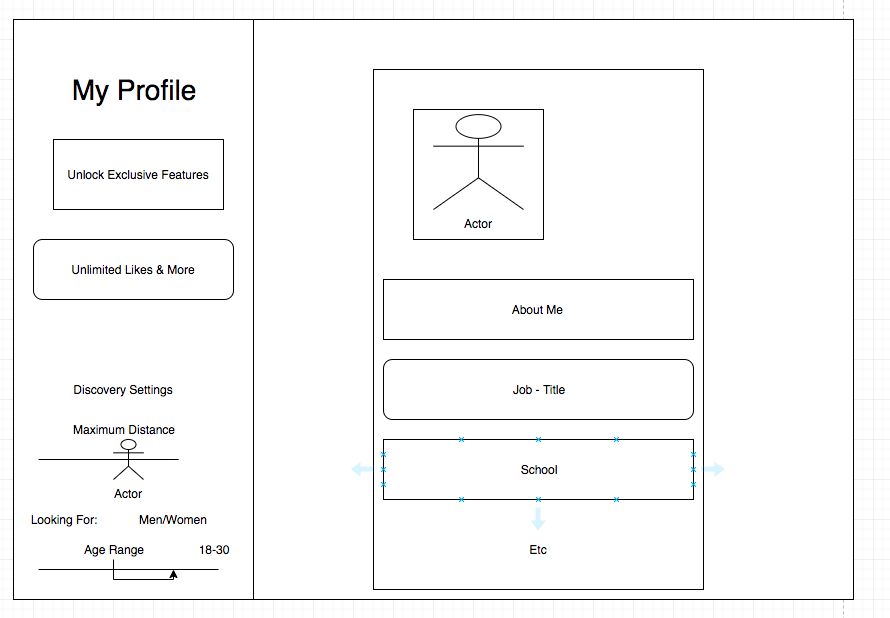 My Profile
Unlock Exclusive Features
Unlimited Likes & More
Discovery Settings
Maximum Distance
Actor
Looking For: Men/Women
Age Range 18-30
Actor
About Me
Job - Title
School
Etc